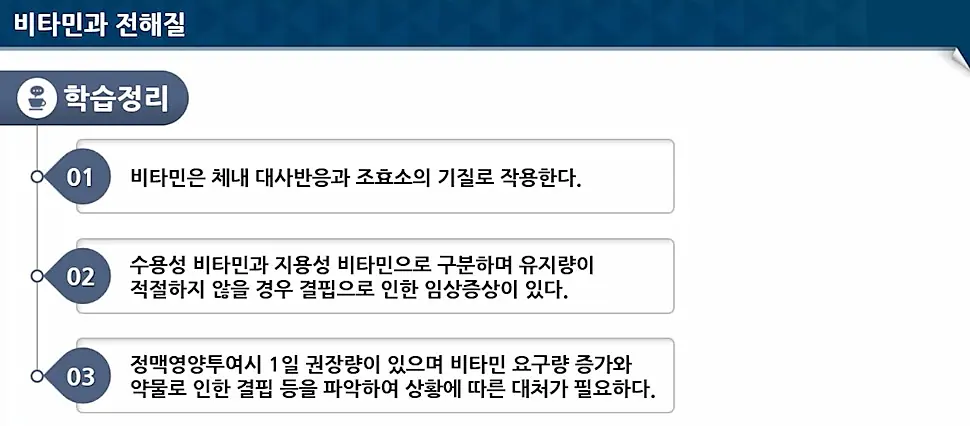 비타민과 전해질
학습정리
01
비타민은 체내 대사반응과 조효소의 기질로 작용한다.
02
수용성 비타민과 지용성 비타민으로 구분하며 유지량이
적절하지 않을 경우 결핍으로 인한 임상증상이 있다.
03
정맥영양투여시 1일 권장량이 있으며 비타민 요구량 증가와
약물로 인한 결핍 등을 파악하여 상황에 따른 대처가 필요하다.